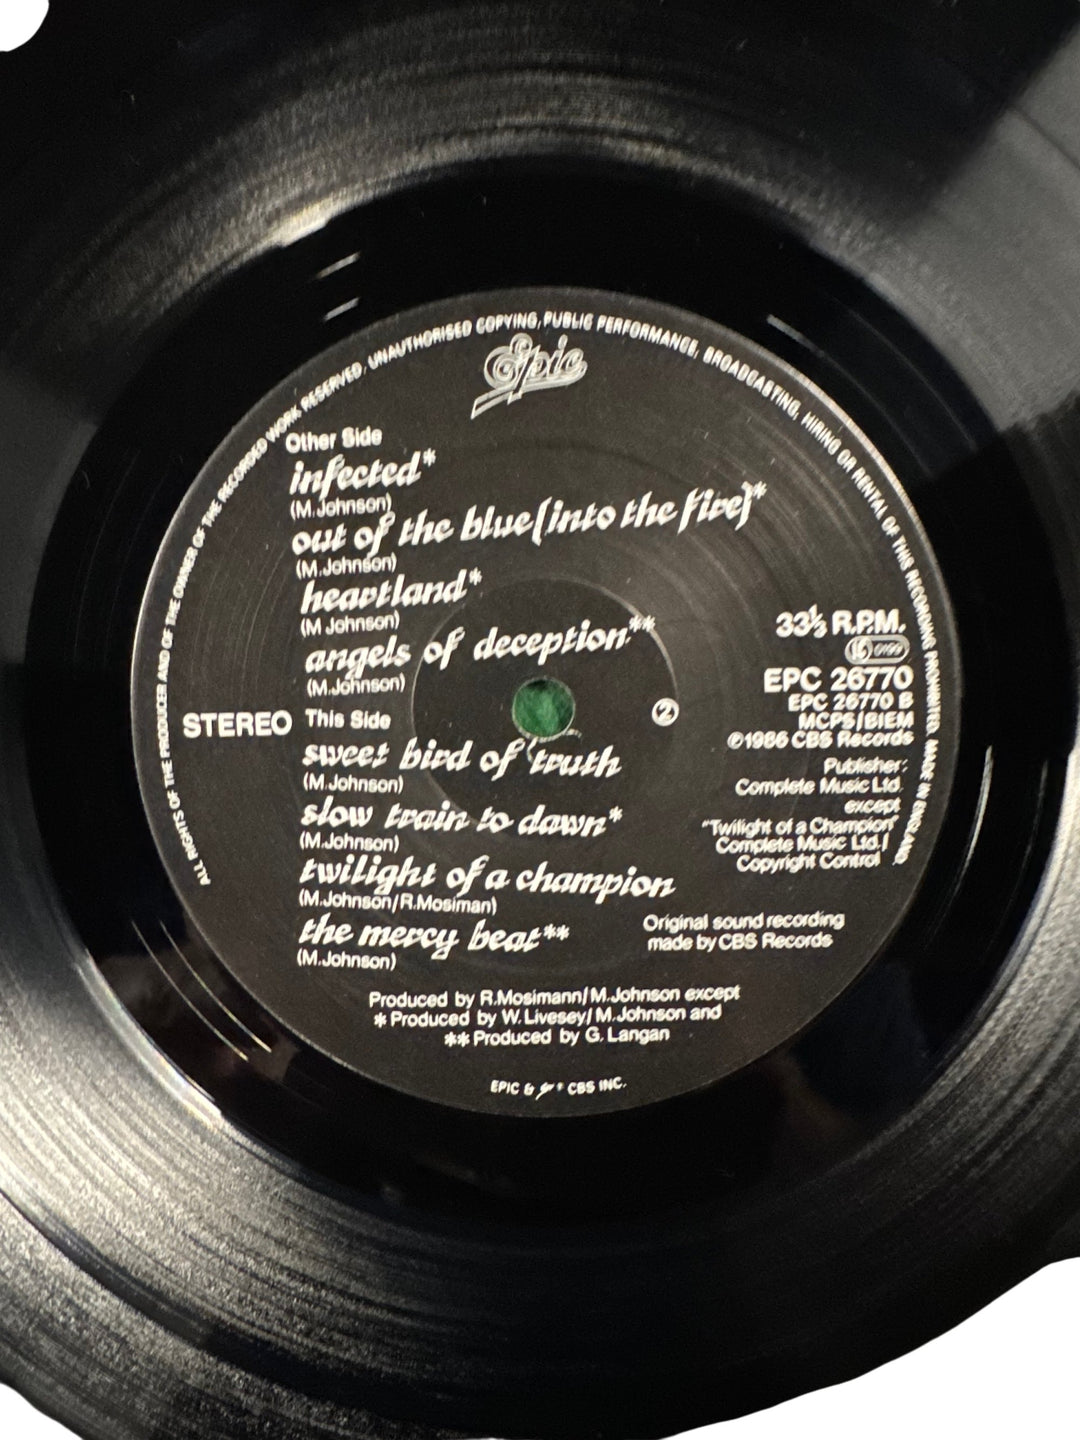 ALL RIGHTS OF THE PRODUCER AND OF THE OWNER OF THE RECORDED WORK RESERVED. UNAUTHORISED COPYING, PUBLIC PERFORMANCE, BROADCASTING, HIRING OR RENTAL OF THIS RECORDING PROHIBITED. MADE IN ENGLAND.
Epic
Other Side
infected*
(M.Johnson)
out of the blue(into the fire)*
(M.Johnson)
heartland*
(M Johnson)
angels of deception**
(M.Johnson)
STEREO
This Side
sweet bird of truth
(M.Johnson)
slow train to dawn*
(M.Johnson)
twilight of a champion
(M.Johnson/R.Mosiman)
the mercy beat**
(M.Johnson)
2
33⅓ R.P.M.
EPC 26770
EPC 26770 B
MCPS/BIEM
℗1986 CBS Records
Publisher:
Complete Music Ltd.
except
"Twilight of a Champion"
Complete Music Ltd./
Copyright Control
Original sound recording
made by CBS Records
Produced by R.Mosimann/M.Johnson except
* Produced by W.Livesey/M.Johnson and
** Produced by G.Langan
EPIC & CBS INC.